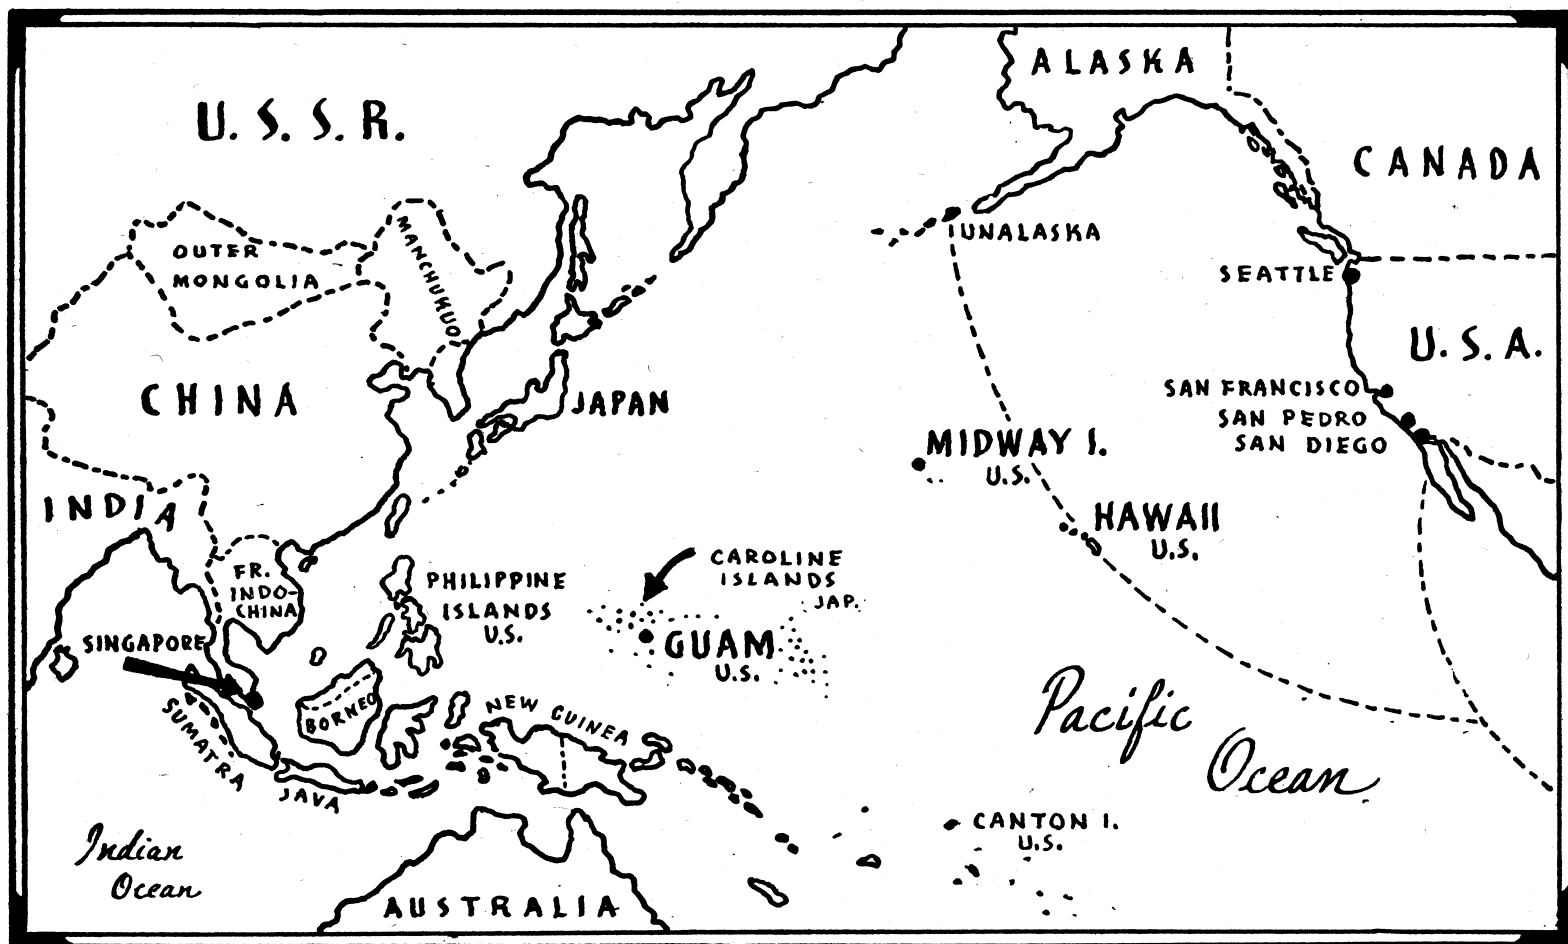 ALASKA
U.S.S.R.
CANADA
OUTER
MONGOLIA
MANCHUKUO
UNALASKA
SEATTLE
U.S.A.
CHINA
JAPAN
SAN FRANCISCO
SAN PEDRO
SAN DIEGO
MIDWAY I.
U.S.
INDIA
HAWAII
U.S.
FR.
INDO-
CHINA
PHILIPPINE
ISLANDS
U.S.
CAROLINE
ISLANDS
JAP.
GUAM
U.S.
SINGAPORE
SUMATRA
BORNEO
NEW GUINEA
JAVA
Pacific
Ocean
CANTON I.
U.S.
Indian
Ocean
AUSTRALIA